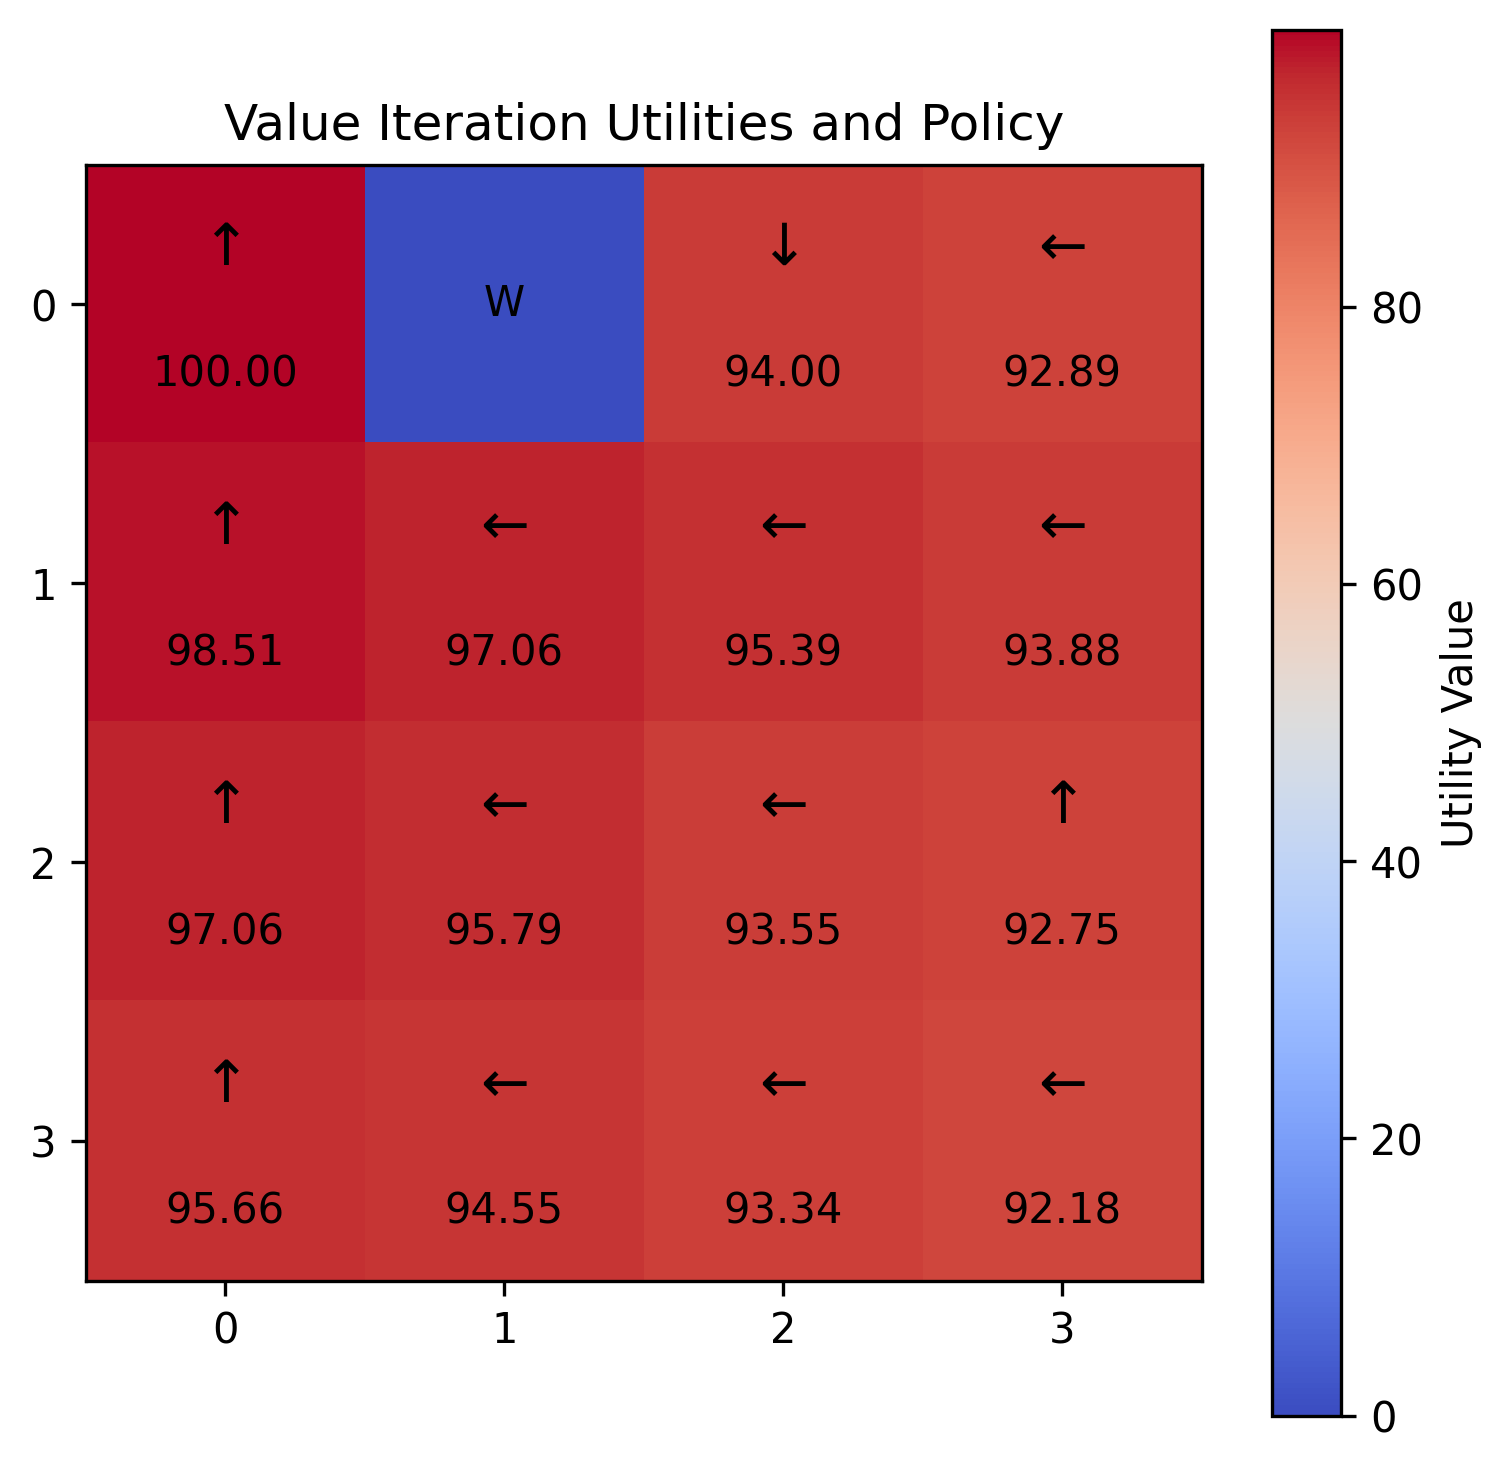 Value Iteration Utilities and Policy
↑ ↓ ←
0 W
100.00 94.00 92.89
↑ ← ← ←
1
98.51 97.06 95.39 93.88
↑ ← ← ↑
2
97.06 95.79 93.55 92.75
↑ ← ← ←
3
95.66 94.55 93.34 92.18
0 1 2 3
80
60
40
20
0
Utility Value